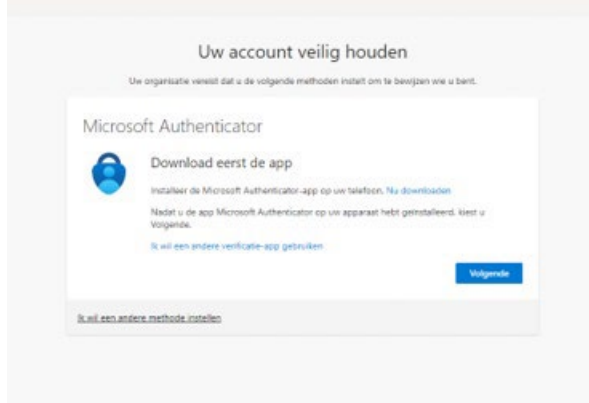 Uw account veilig houden
Uw organisatie vereist dat u de volgende methoden instelt om te bewijzen wie u bent.
Microsoft Authenticator
Download eerst de app
Installeer de Microsoft Authenticator-app op uw telefoon. Nu downloaden
Nadat u de app Microsoft Authenticator op uw apparaat hebt geïnstalleerd, kiest u
Volgende.
Ik wil een andere verificatie-app gebruiken
Volgende
Ik wil een andere methode instellen